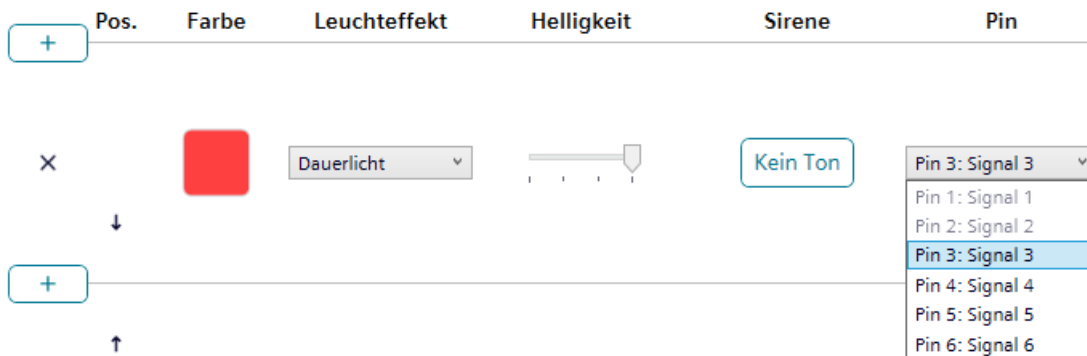 Pos. Farbe Leuchteffekt Helligkeit Sirene Pin
+
× Dauerlicht Kein Ton Pin 3: Signal 3
Pin 1: Signal 1
↓ Pin 2: Signal 2
Pin 3: Signal 3
+ Pin 4: Signal 4
Pin 5: Signal 5
↑ Pin 6: Signal 6